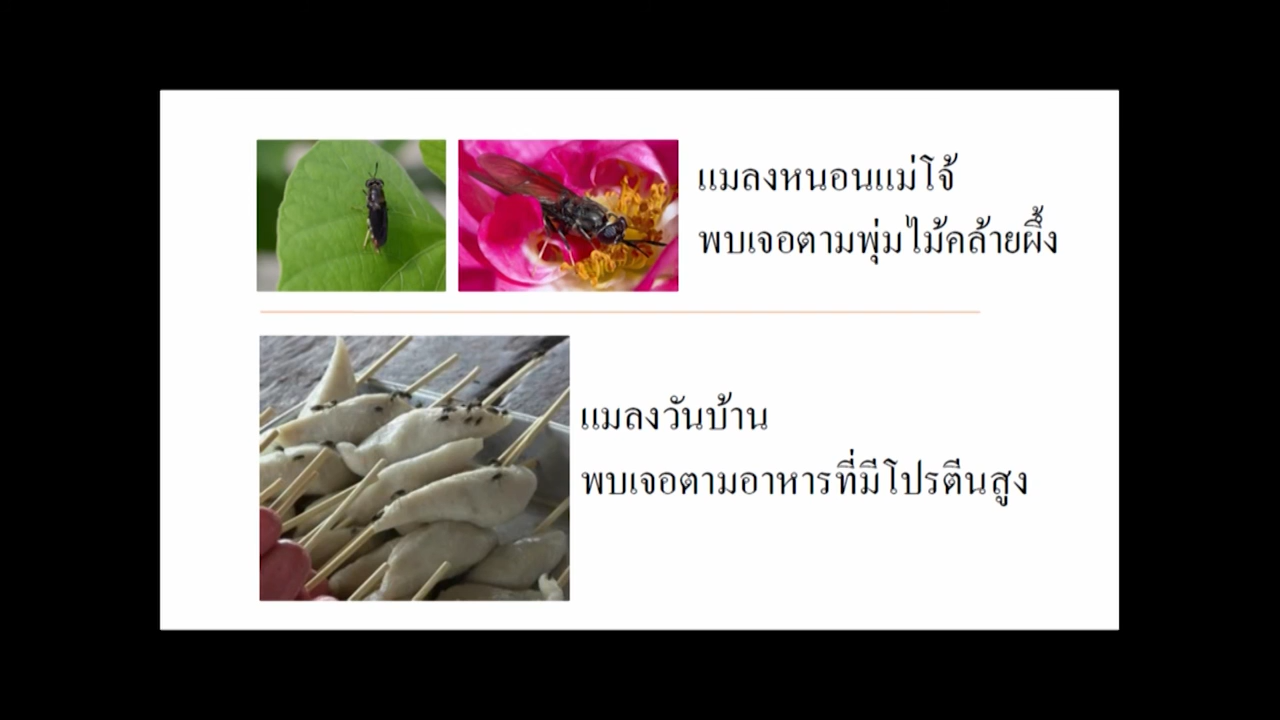 แมลงหนอนแม่โจ้
พบเจอตามพุ่มไม้คล้ายผึ้ง
แมลงวันบ้าน
พบเจอตามอาหารที่มีโปรตีนสูง